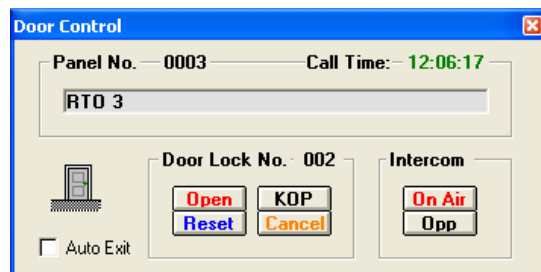 Door Control
Panel No. 0003 Call Time: 12:06:17
RTO 3
Door Lock No. 002 Intercom
Open KOP On Air
Reset Cancel Opp
Auto Exit